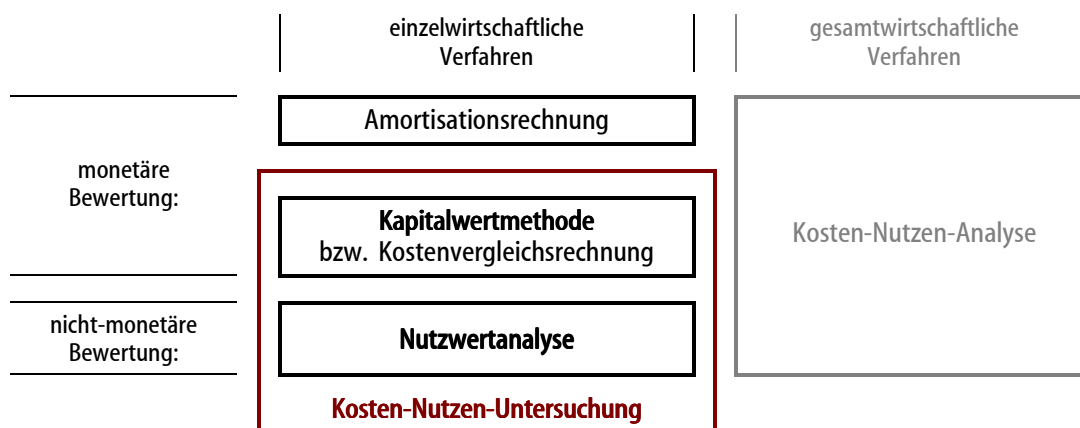 einzelwirtschaftliche
Verfahren
gesamtwirtschaftliche
Verfahren
monetäre
Bewertung:
Amortisationsrechnung
Kapitalwertmethode
bzw. Kostenvergleichsrechnung
Kosten-Nutzen-Analyse
nicht-monetäre
Bewertung:
Nutzwertanalyse
Kosten-Nutzen-Untersuchung